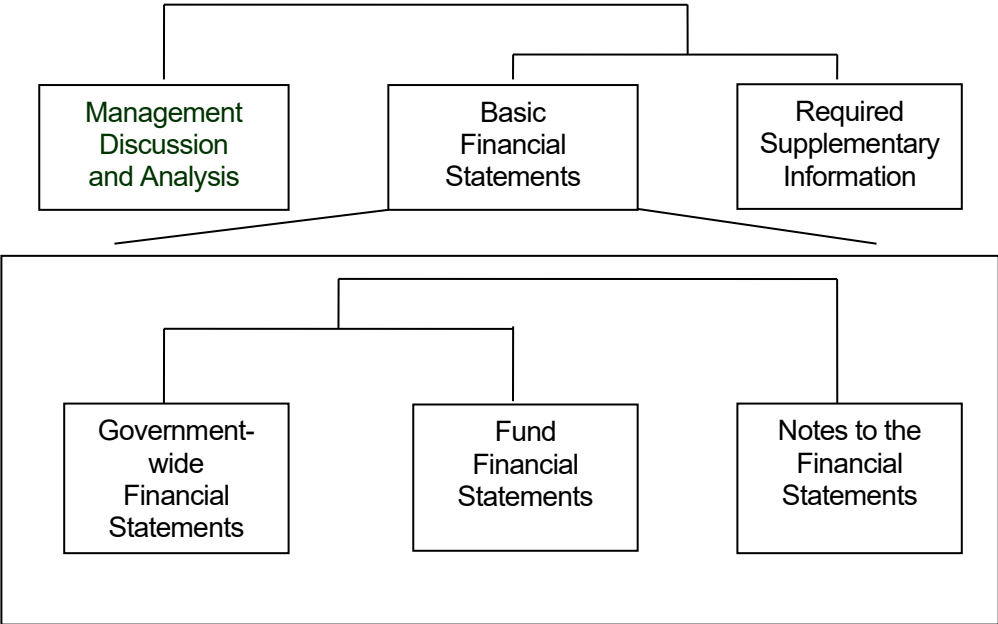 Management
Discussion
and Analysis
Basic
Financial
Statements
Required
Supplementary
Information
Government-
wide
Financial
Statements
Fund
Financial
Statements
Notes to the
Financial
Statements